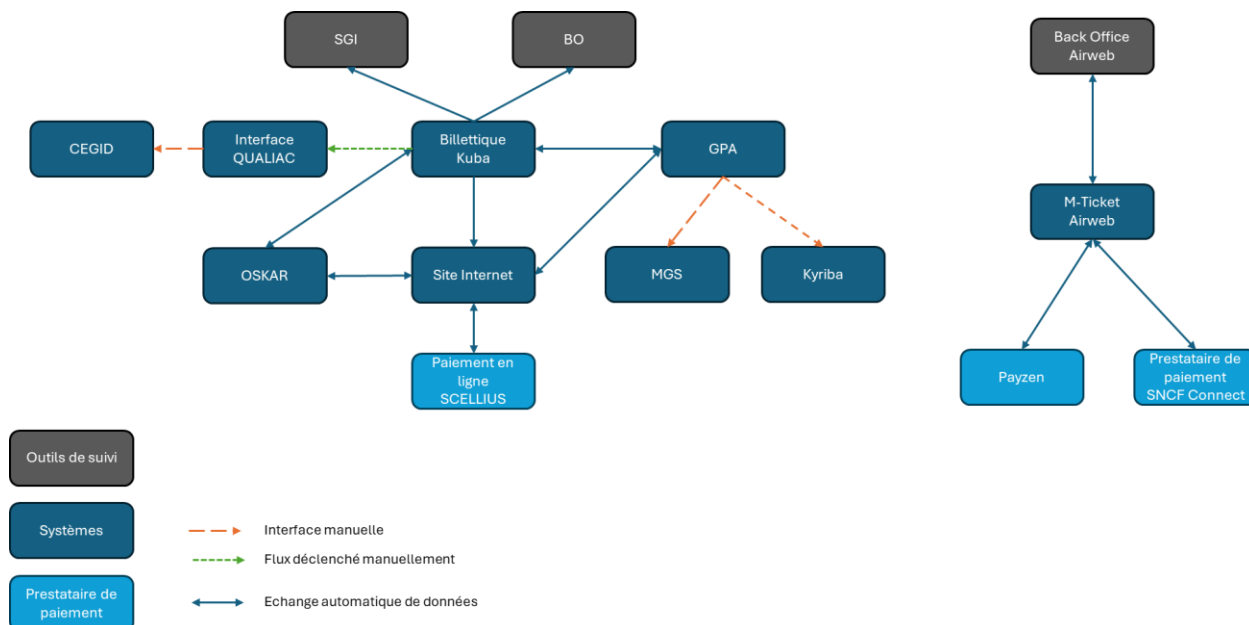 SGI
BO
Back Office
Airweb
CEGID
Interface
QUALIAC
Billettique
Kuba
GPA
M-Ticket
Airweb
OSKAR
Site Internet
MGS
Kyriba
Paiement en
ligne
SCELLIUS
Payzen
Prestataire de
paiement
SNCF Connect
Outils de suivi
Systèmes
Interface manuelle
Flux déclenché manuellement
Prestataire de
paiement
Echange automatique de données